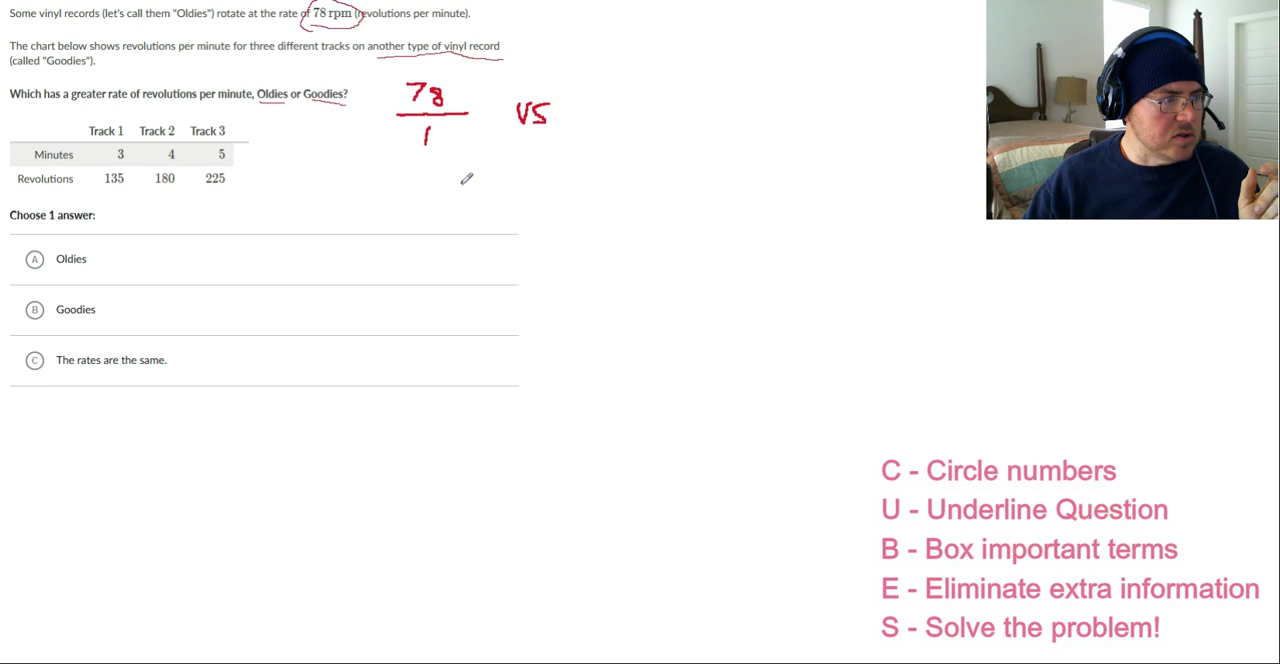 Some vinyl records (let's call them "Oldies") rotate at the rate of 78 rpm (revolutions per minute).
The chart below shows revolutions per minute for three different tracks on another type of vinyl record
(called "Goodies").
Which has a greater rate of revolutions per minute, Oldies or Goodies?
78
1
VS
Track 1 Track 2 Track 3
Minutes 3 4 5
Revolutions 135 180 225
Choose 1 answer:
A Oldies
B Goodies
C The rates are the same.
C - Circle numbers
U - Underline Question
B - Box important terms
E - Eliminate extra information
S - Solve the problem!